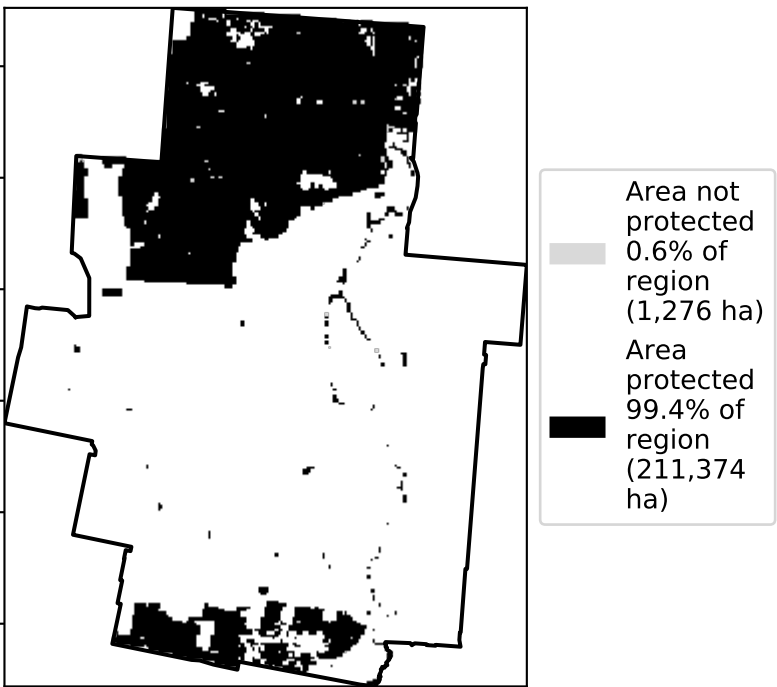 Area not
protected
0.6% of
region
(1,276 ha)
Area
protected
99.4% of
region
(211,374
ha)